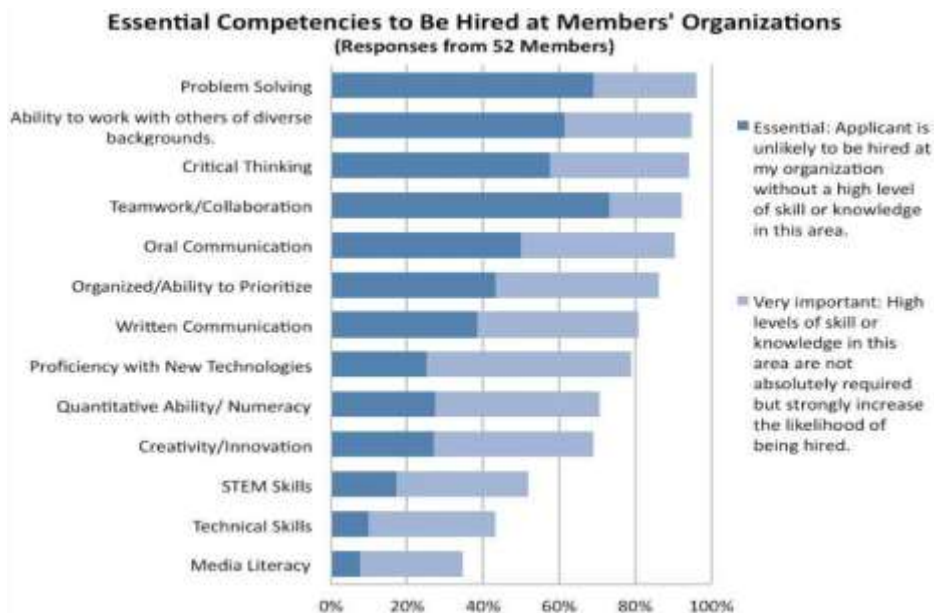 Essential Competencies to Be Hired at Members' Organizations
(Responses from 52 Members)
Problem Solving
Ability to work with others of diverse
backgrounds.
Critical Thinking
Teamwork/Collaboration
Oral Communication
Organized/Ability to Prioritize
Written Communication
Proficiency with New Technologies
Quantitative Ability/ Numeracy
Creativity/Innovation
STEM Skills
Technical Skills
Media Literacy
0% 20% 40% 60% 80% 100%
Essential: Applicant is
unlikely to be hired at
my organization
without a high level
of skill or knowledge
in this area.
Very important: High
levels of skill or
knowledge in this
area are not
absolutely required
but strongly increase
the likelihood of
being hired.